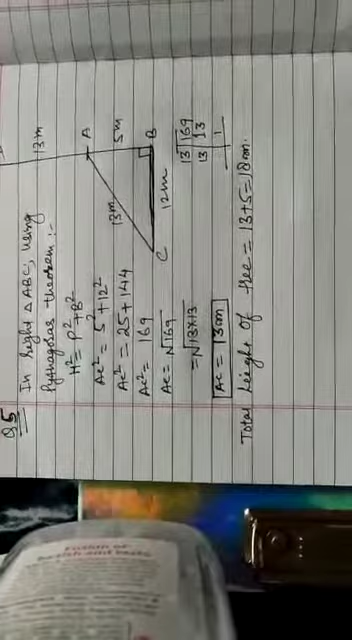 Q5
In right △ ABC, using
Pythagoras theorem :-
H² = P² + B²
AC² = 5² + 12²
AC² = 25 + 144
AC² = 169
AC = √169
= √13×13
AC = 13m
Total height of tree = 13+5 = 18m.
13m
A
5m
B
13m
12m
C
13 169
13 13
1